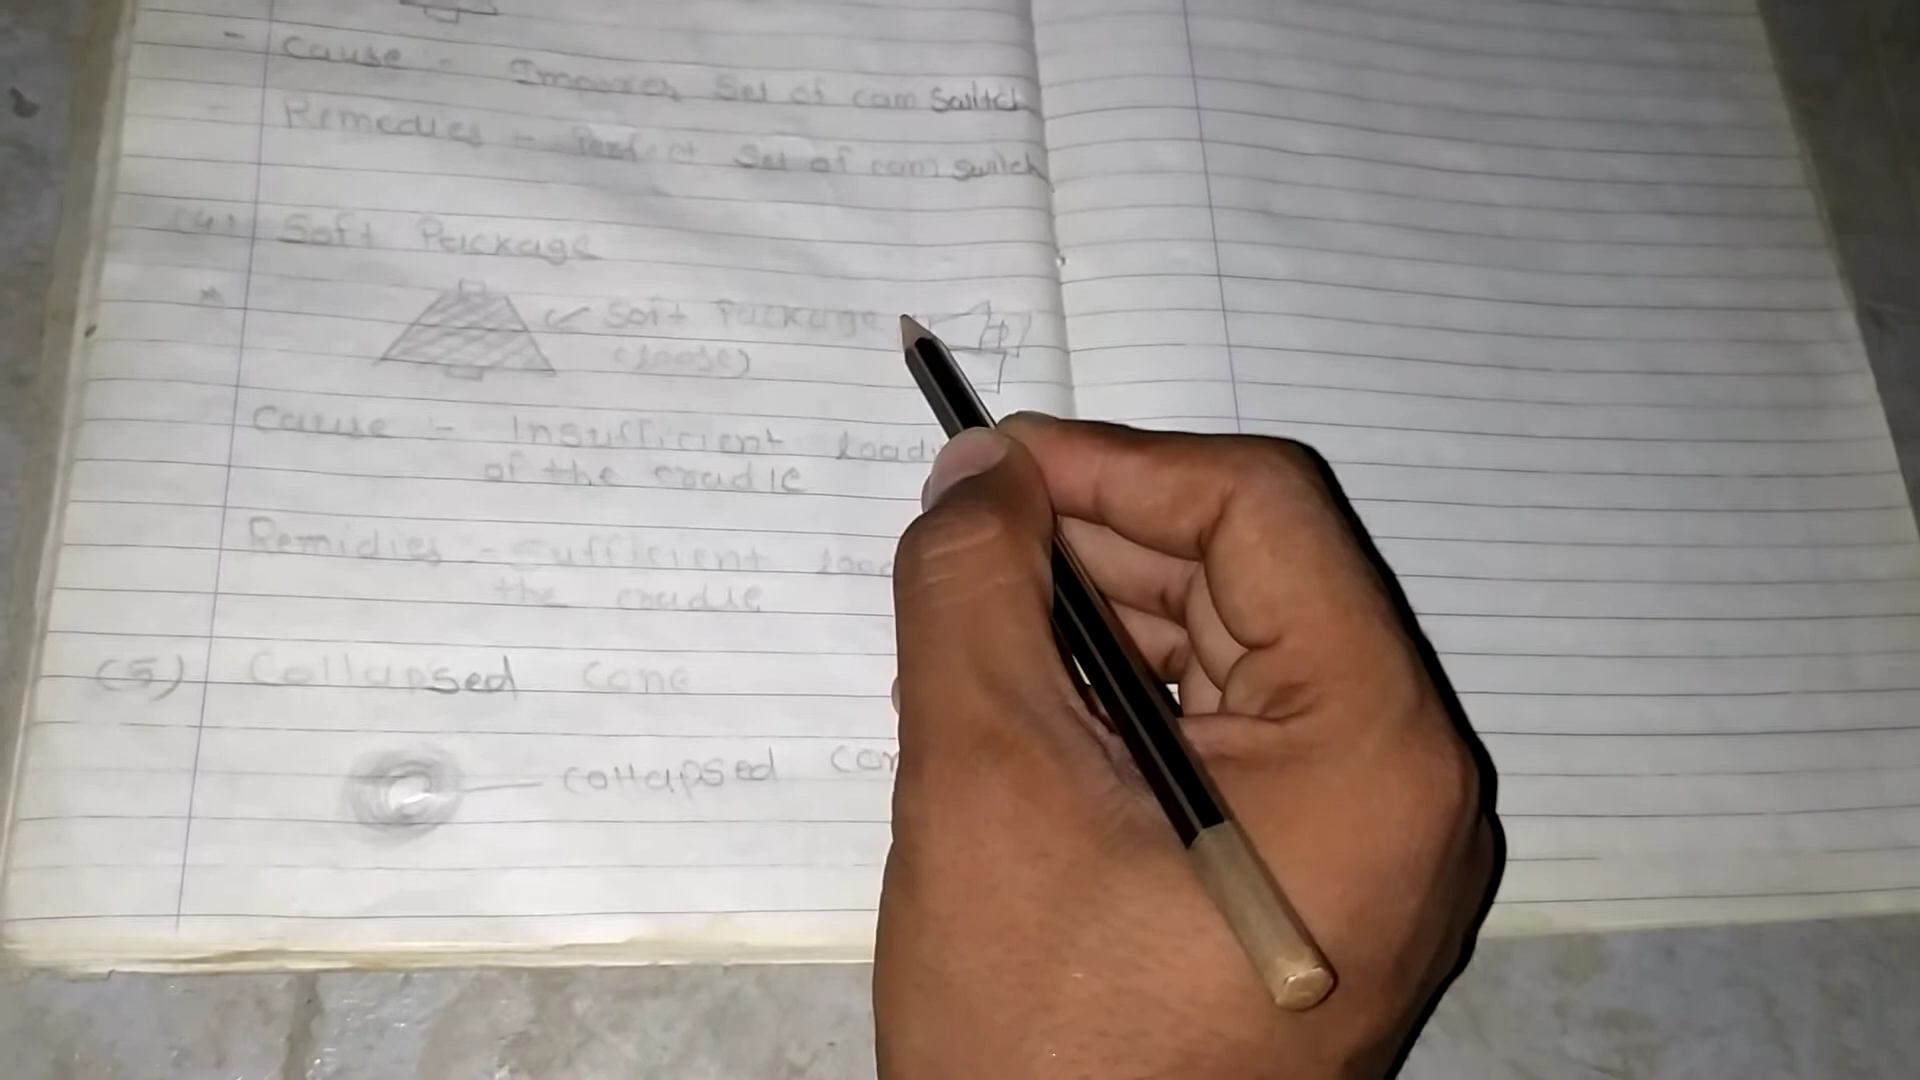 - Cause - Improper Set of cam Switch
- Remedies - Perfect Set of cam switch
(4) Soft Package
Soft Package
(loose)
Cause - Insufficient
of the cradle
Remidies - Sufficient
the cradle
(5) Collapsed Cone
collapsed